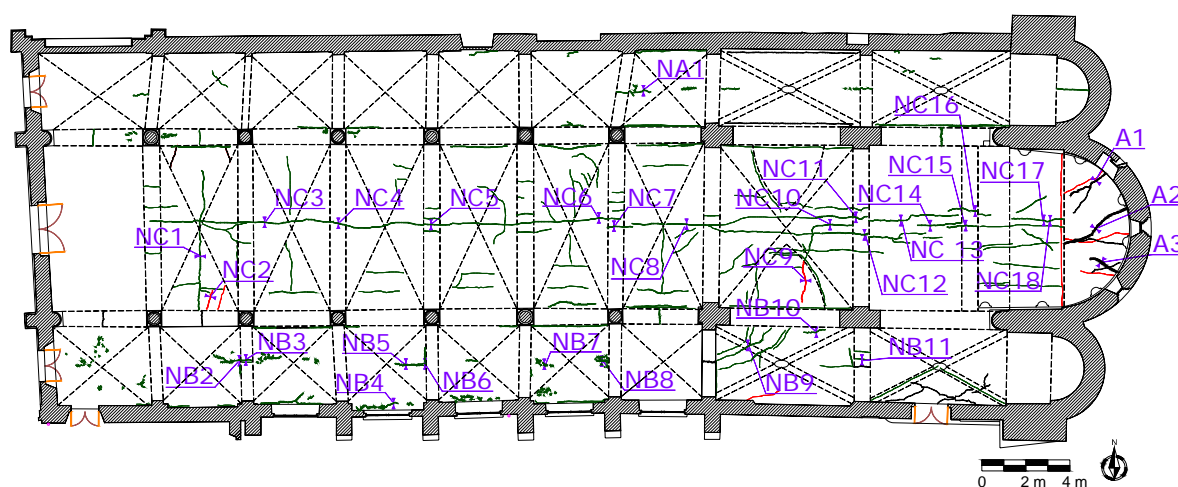 NA1
NC16
A1
NC11
NC15
NC17
NC10
NC14
A2
NC3
NC4
NC5
NC6
NC7
NC1
NC 13
A3
NC2
NC8
NC9
NC12
NC18
NB10
NB3
NB5
NB7
NB11
NB2
NB4
NB6
NB8
NB9
N
0 2 m 4 m